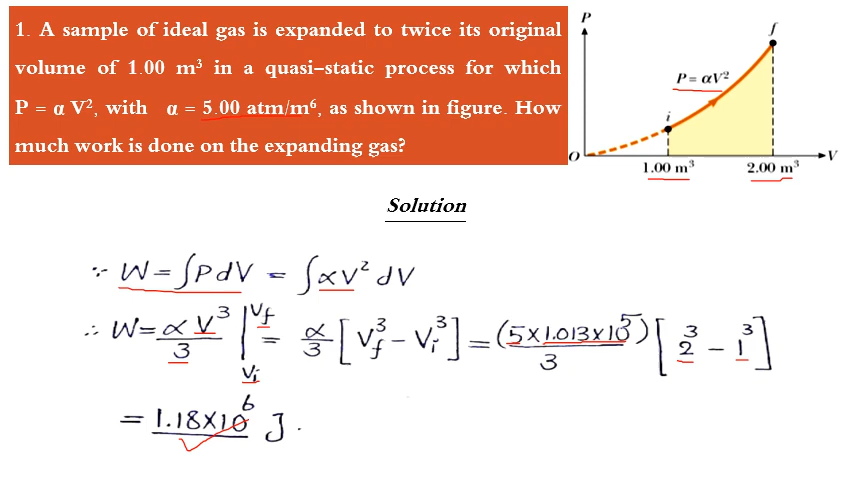 1. A sample of ideal gas is expanded to twice its original
volume of 1.00 m³ in a quasi–static process for which
P = α V², with α = 5.00 atm/m⁶, as shown in figure. How
much work is done on the expanding gas?
P
f
P = αV²
i
O
V
1.00 m³
2.00 m³
Solution
∵ W = ∫PdV = ∫αV² dV
∴ W = αV³/3 |Vf Vi = α/3 [Vf³ – Vi³] = (5×1.013×10⁵)/3 [2³ – 1³]
= 1.18×10⁶ J.